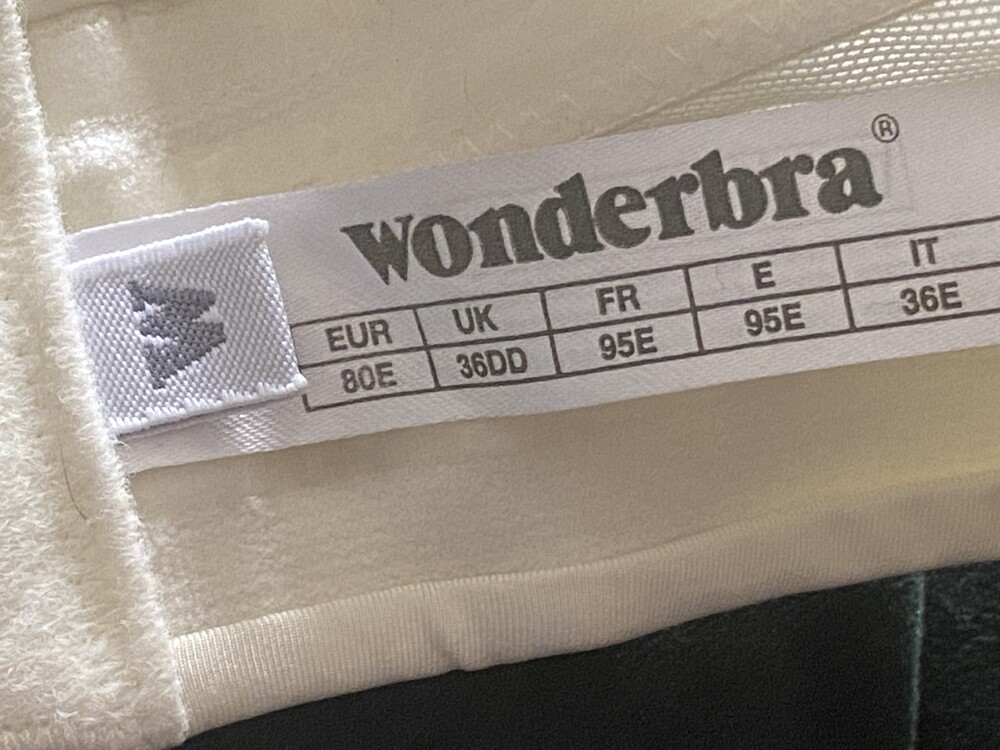 wonderbra®
EUR UK FR E IT
80E 36DD 95E 95E 36E
W